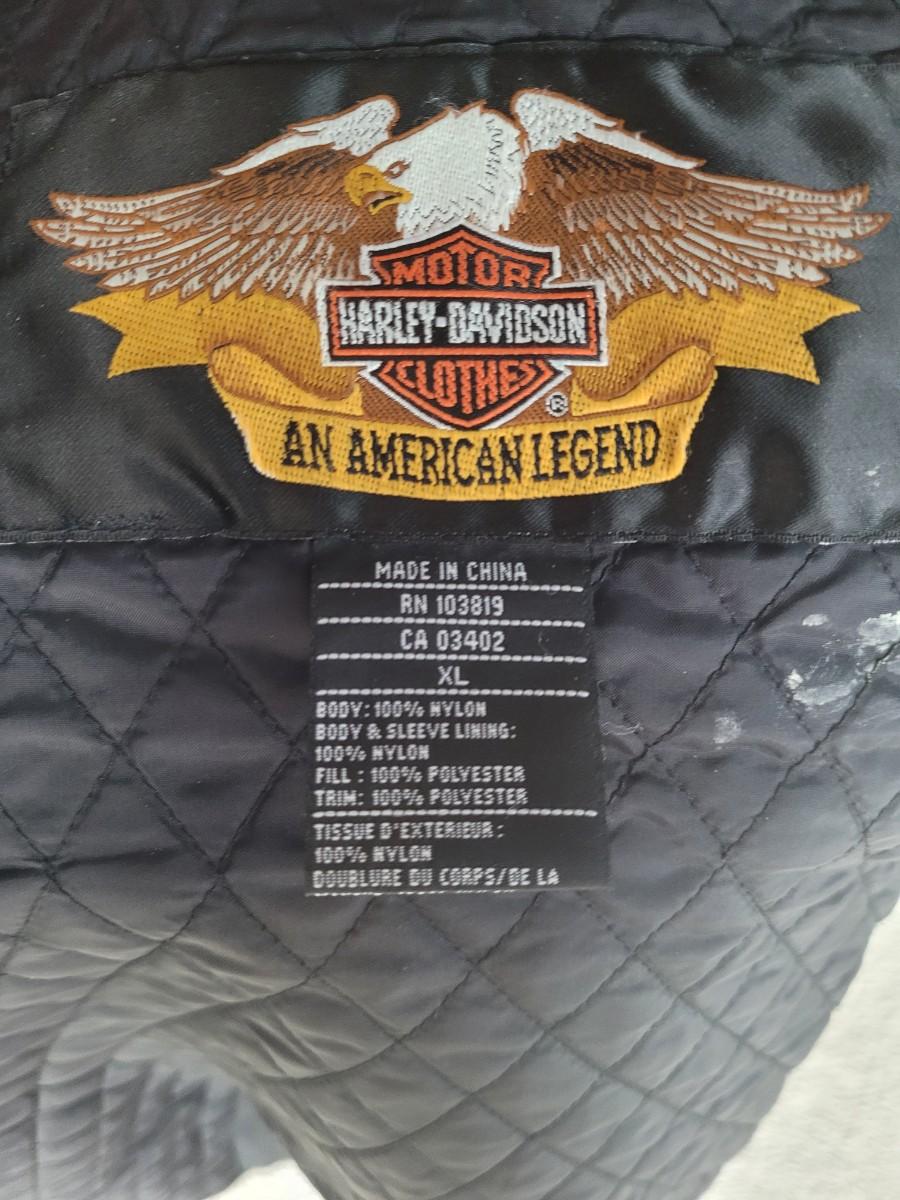 MOTOR
HARLEY-DAVIDSON
CLOTHES
®
AN AMERICAN LEGEND
MADE IN CHINA
RN 103819
CA 03402
XL
BODY: 100% NYLON
BODY & SLEEVE LINING:
100% NYLON
FILL : 100% POLYESTER
TRIM: 100% POLYESTER
TISSUE D'EXTERIEUR :
100% NYLON
DOUBLURE DU CORPS/DE LA